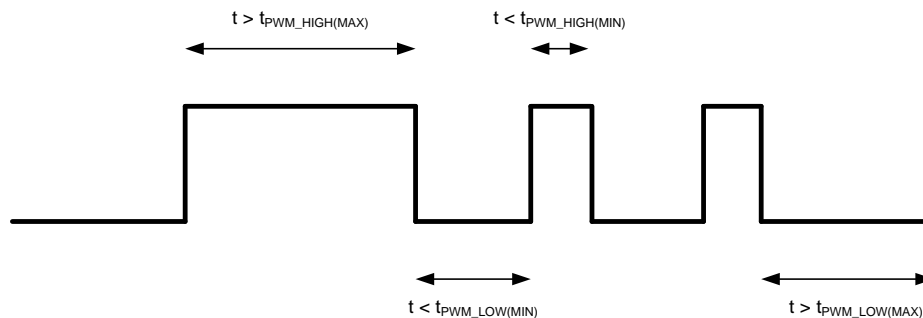 t > tPWM_HIGH(MAX)
t < tPWM_HIGH(MIN)
t < tPWM_LOW(MIN)
t > tPWM_LOW(MAX)